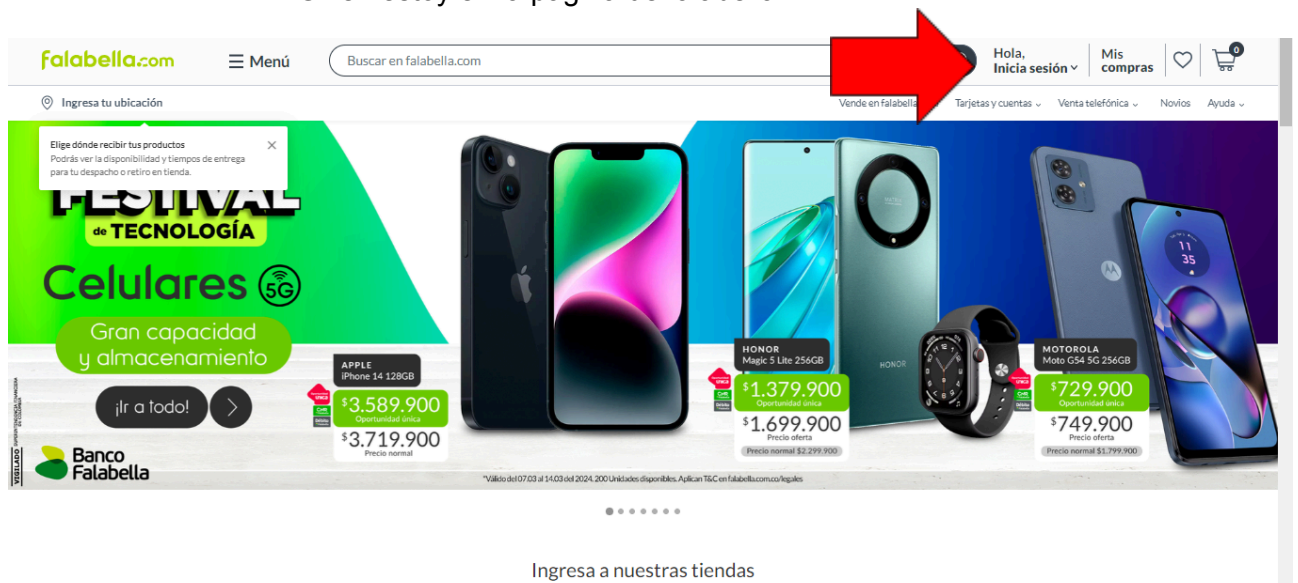 falabella.com
Menú
Buscar en falabella.com
Hola,
Inicia sesión
Mis
compras
0
Ingresa tu ubicación
Vende en falabella
Tarjetas y cuentas
Venta telefónica
Novios
Ayuda
Elige dónde recibir tus productos
Podrás ver la disponibilidad y tiempos de entrega
para tu despacho o retiro en tienda.
FESTIVAL
de TECNOLOGÍA
Celulares 5G
Gran capacidad
y almacenamiento
¡Ir a todo!
Banco
Falabella
VIGILADO
APPLE
iPhone 14 128GB
$3.589.900
Oportunidad única
$3.719.900
Precio normal
HONOR
Magic 5 Lite 256GB
$1.379.900
Oportunidad única
$1.699.900
Precio oferta
Precio normal $2.299.900
HONOR
MOTOROLA
Moto G54 5G 256GB
$729.900
Oportunidad única
$749.900
Precio oferta
Precio normal $1.799.900
11
35
*Válido del 07.03 al 14.03 del 2024. 200 Unidades disponibles. Aplican T&C en falabella.com.co/legales
Ingresa a nuestras tiendas